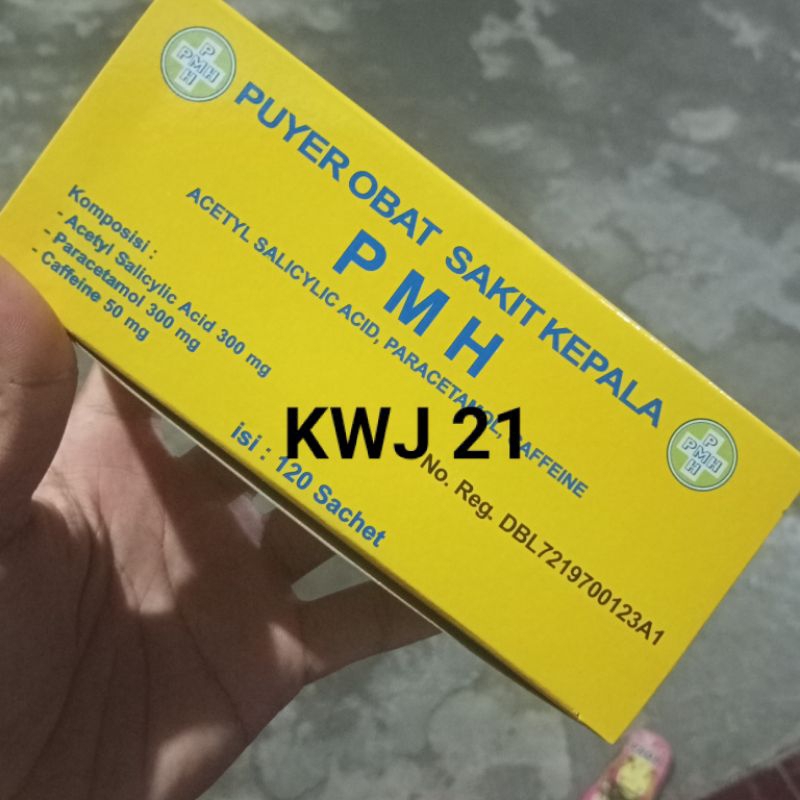 PMH
PUYER OBAT SAKIT KEPALA
PMH
ACETYL SALICYLIC ACID, PARACETAMOL, CAFFEINE
Komposisi :
- Acetyl Salicylic Acid 300 mg
- Paracetamol 300 mg
- Caffeine 50 mg
isi : 120 Sachet
No. Reg. DBL7219700123A1
PMH
KWJ 21